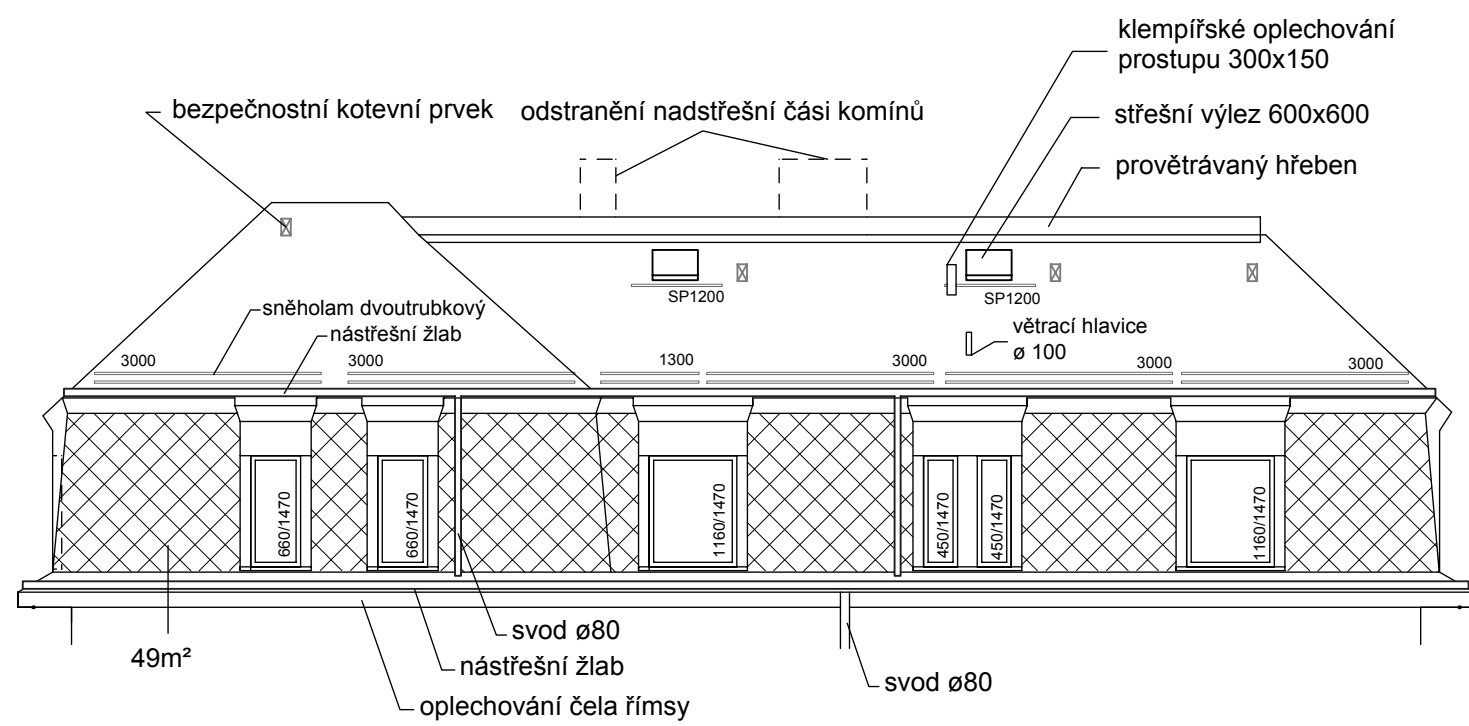 klempířské oplechování
prostupu 300x150
bezpečnostní kotevní prvek
odstranění nadstřešní čási komínů
střešní výlez 600x600
provětrávaný hřeben
SP1200
SP1200
sněholam dvoutrubkový
nástřešní žlab
větrací hlavice
ø 100
3000
3000
1300
3000
3000
3000
660/1470
660/1470
1160/1470
450/1470
450/1470
1160/1470
49m²
svod ø80
nástřešní žlab
svod ø80
oplechování čela římsy